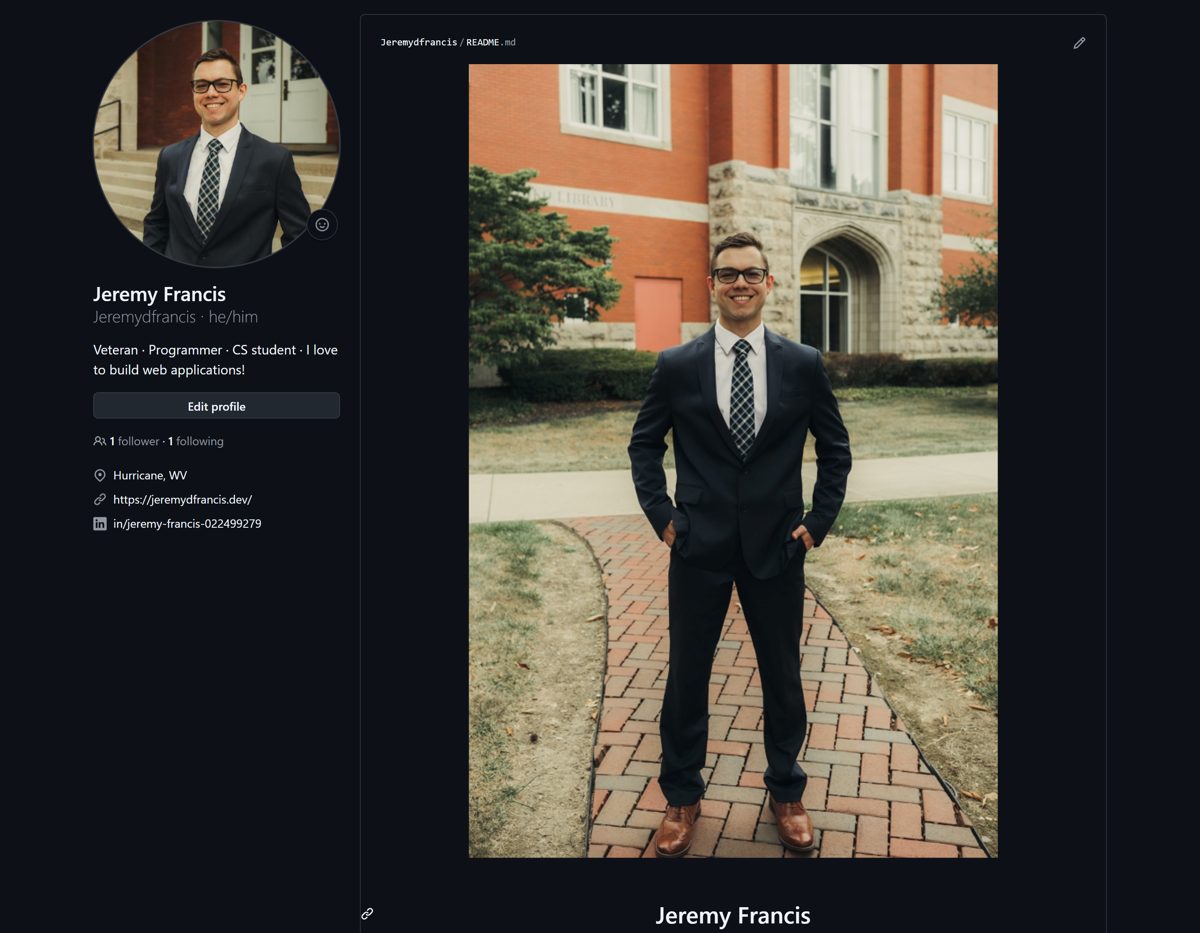 Jeremydfrancis / README.md
LIBRARY
Jeremy Francis
Jeremydfrancis · he/him
Veteran · Programmer · CS student · I love
to build web applications!
Edit profile
1 follower · 1 following
Hurricane, WV
https://jeremydfrancis.dev/
in/jeremy-francis-022499279
Jeremy Francis